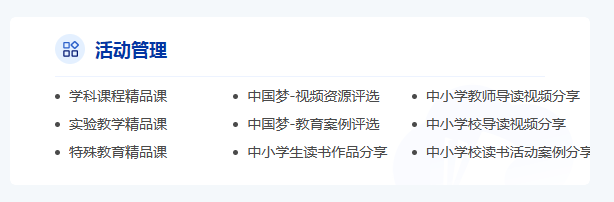 活动管理
学科课程精品课
中国梦-视频资源评选
中小学教师导读视频分享
实验教学精品课
中国梦-教育案例评选
中小学校导读视频分享
特殊教育精品课
中小学生读书作品分享
中小学校读书活动案例分享